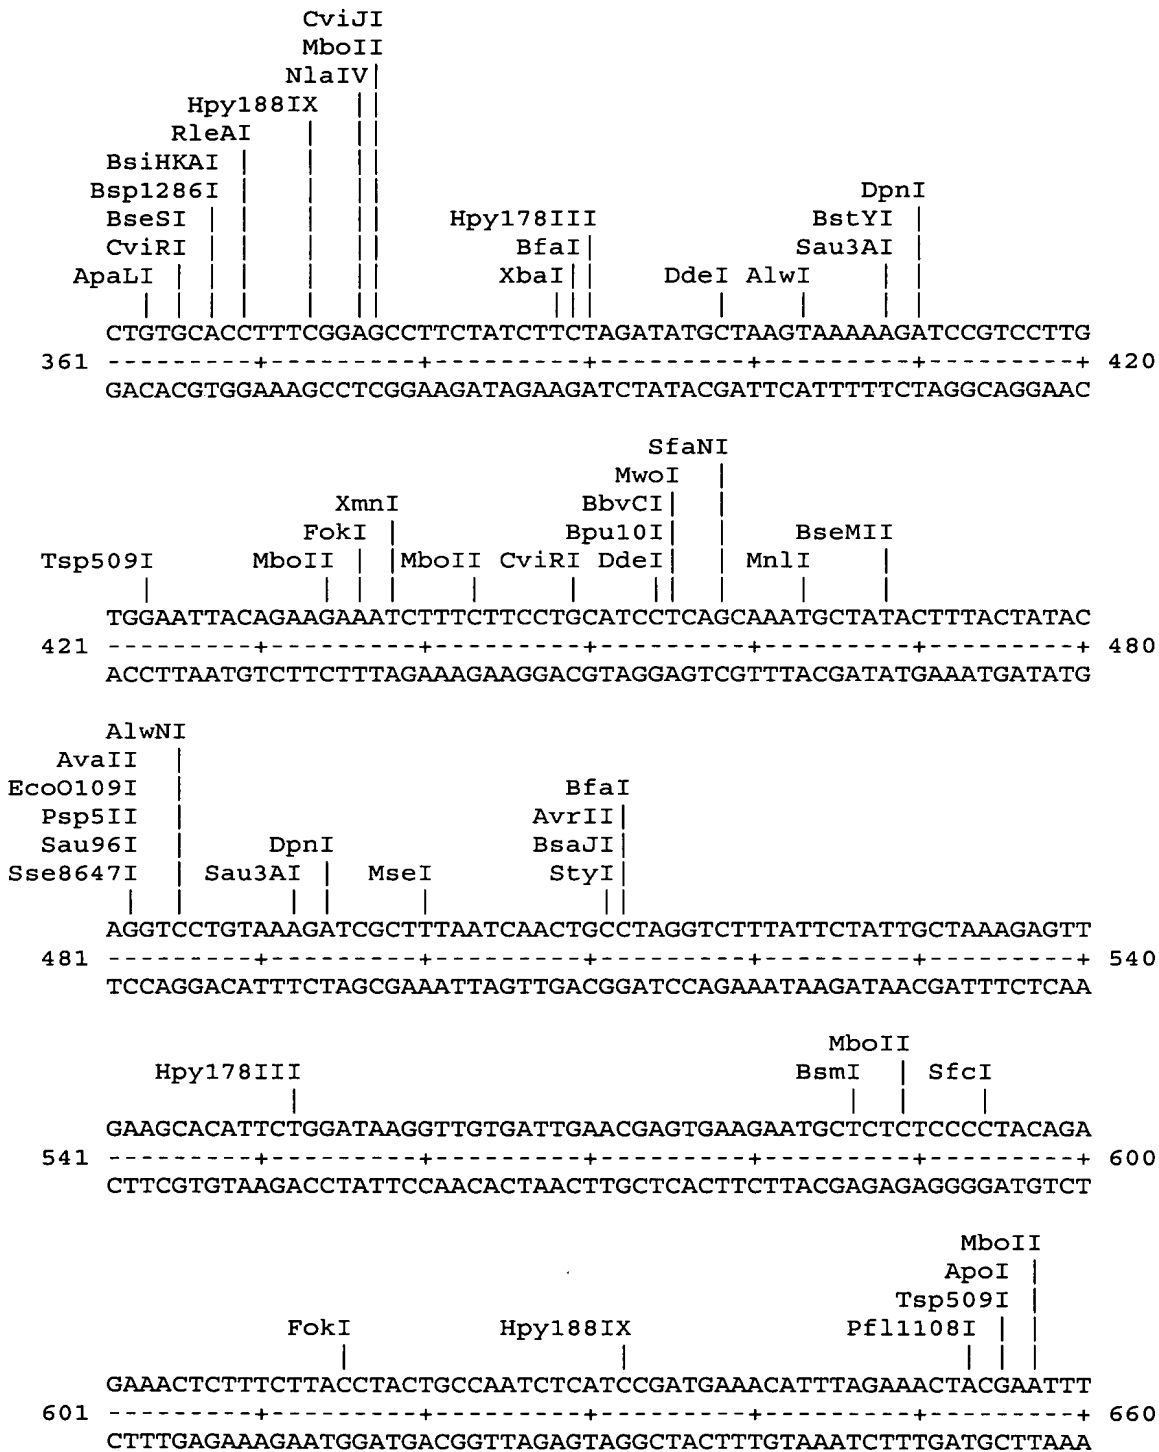 CviJI
MboII
NlaIV|
Hpy188IX ||
RleAI | ||
BsiHKAI | | ||
Bsp1286I | | | || DpnI
BseSI | | | || Hpy178III BstYI |
CviRI | | | || BfaI| Sau3AI |
ApaLI | | | | || XbaI|| DdeI AlwI | |
| | | | | || ||| | | | |
CTGTGCACCTTTCGGAGCCTTCTATCTTCTAGATATGCTAAGTAAAAAGATCCGTCCTTG
361 ---------+---------+---------+---------+---------+---------+ 420
GACACGTGGAAAGCCTCGGAAGATAGAAGATCTATACGATTCATTTTTCTAGGCAGGAAC
SfaNI
MwoI |
XmnI BbvCI| |
FokI | Bpu10I| | BseMII
Tsp509I MboII | | MboII CviRI DdeI| | MnlI |
| | | | | | || | | |
TGGAATTACAGAAGAAATCTTTCTTCCTGCATCCTCAGCAAATGCTATACTTTACTATAC
421 ---------+---------+---------+---------+---------+---------+ 480
ACCTTAATGTCTTCTTTAGAAAGAAGGACGTAGGAGTCGTTTACGATATGAAATGATATG
AlwNI
AvaII |
EcoO109I | BfaI
Psp5II | AvrII|
Sau96I | DpnI BsaJI|
Sse8647I | Sau3AI | MseI StyI|
| | | | | ||
AGGTCCTGTAAAGATCGCTTTAATCAACTGCCTAGGTCTTTATTCTATTGCTAAAGAGTT
481 ---------+---------+---------+---------+---------+---------+ 540
TCCAGGACATTTCTAGCGAAATTAGTTGACGGATCCAGAAATAAGATAACGATTTCTCAA
MboII
Hpy178III BsmI | SfcI
| | | |
GAAGCACATTCTGGATAAGGTTGTGATTGAACGAGTGAAGAATGCTCTCTCCCCTACAGA
541 ---------+---------+---------+---------+---------+---------+ 600
CTTCGTGTAAGACCTATTCCAACACTAACTTGCTCACTTCTTACGAGAGAGGGGATGTCT
MboII
ApoI |
Tsp509I |
FokI Hpy188IX Pfl1108I | |
| | | | |
GAAACTCTTTCTTACCTACTGCCAATCTCATCCGATGAAACATTTAGAAACTACGAATTT
601 ---------+---------+---------+---------+---------+---------+ 660
CTTTGAGAAAGAATGGATGACGGTTAGAGTAGGCTACTTTGTAAATCTTTGATGCTTAAA